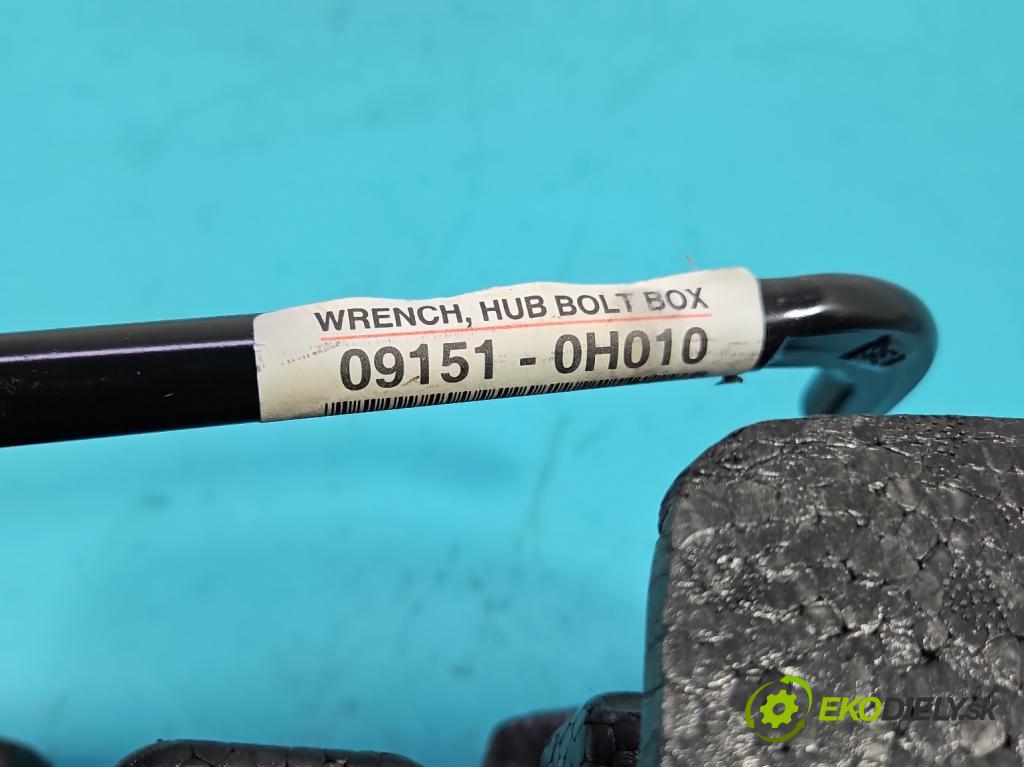 WRENCH, HUB BOLT BOX
09151 - 0H010
EKODIELY.sk